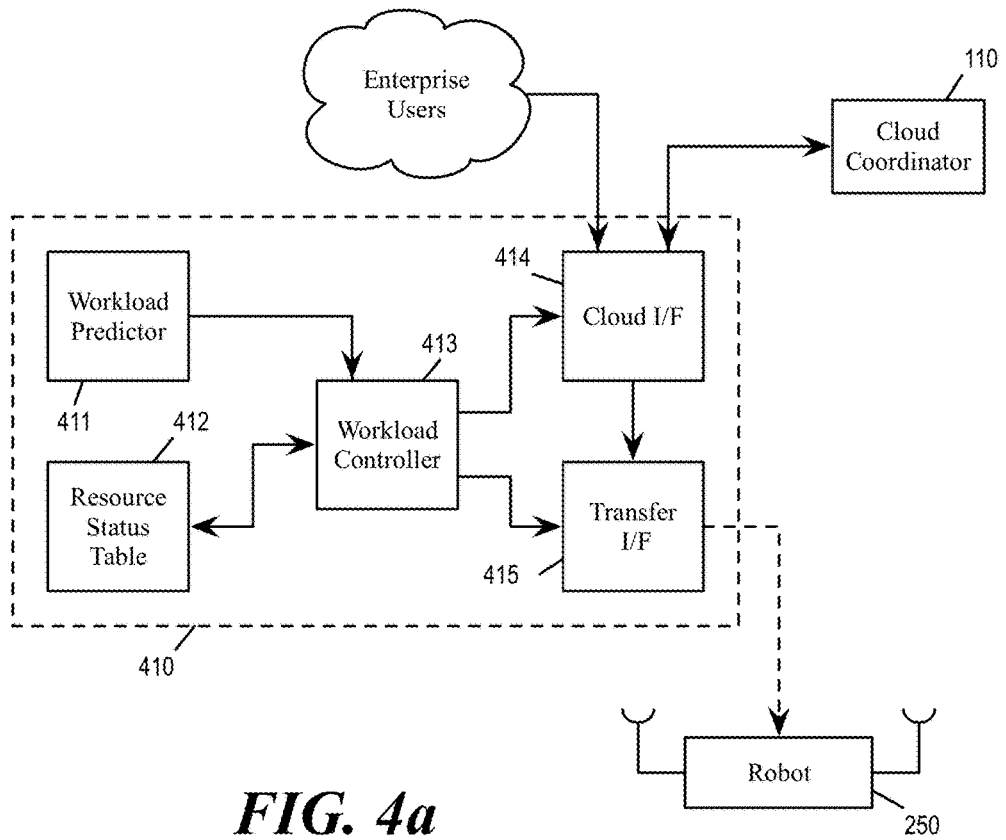 Enterprise
Users
110
Cloud
Coordinator
414
Workload
Predictor
Cloud I/F
413
411
412
Workload
Controller
Resource
Status
Table
Transfer
I/F
415
410
Robot
250
FIG. 4a